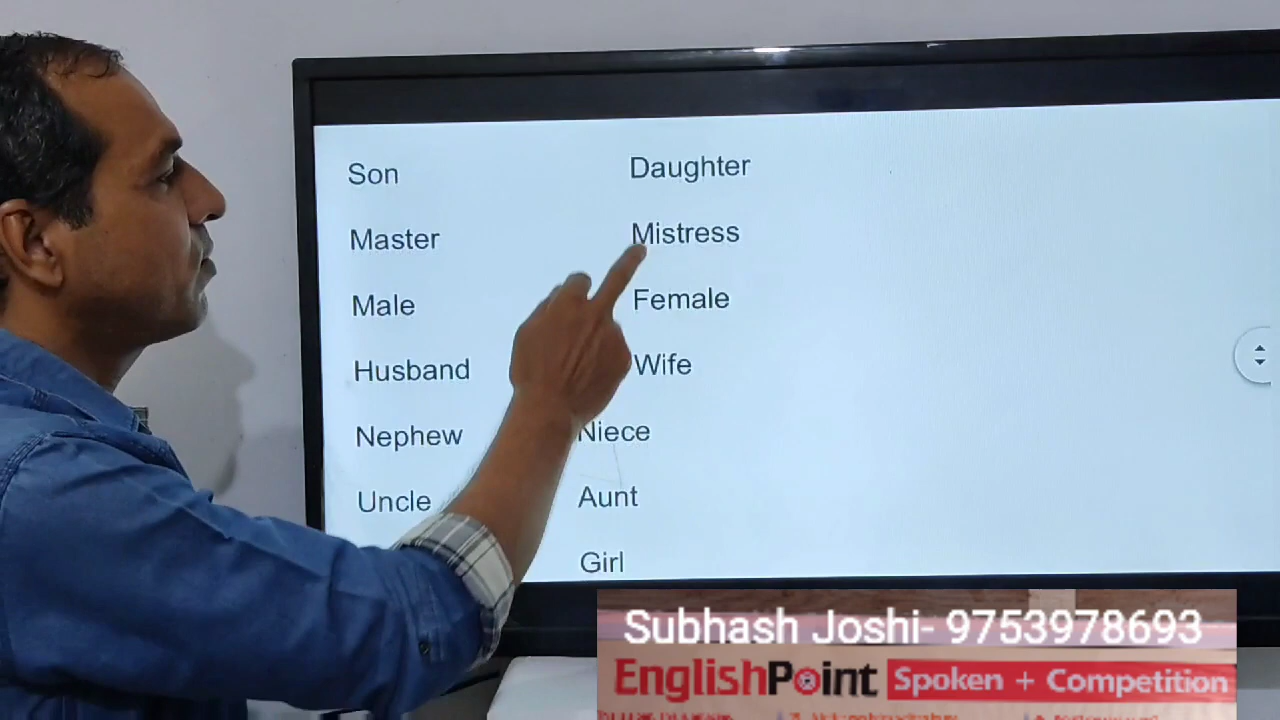 Son Daughter
Master Mistress
Male Female
Husband Wife
Nephew Niece
Uncle Aunt
Girl
Subhash Joshi- 9753978693
EnglishPoint Spoken + Competition